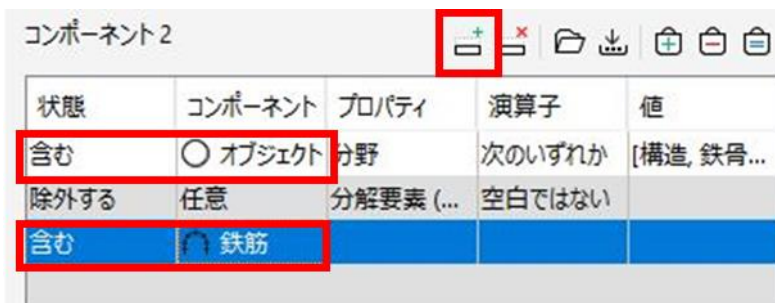 コンポーネント 2
状態 コンポーネント プロパティ 演算子 値
含む オブジェクト 分野 次のいずれか [構造, 鉄骨...
除外する 任意 分解要素 (... 空白ではない
含む 鉄筋